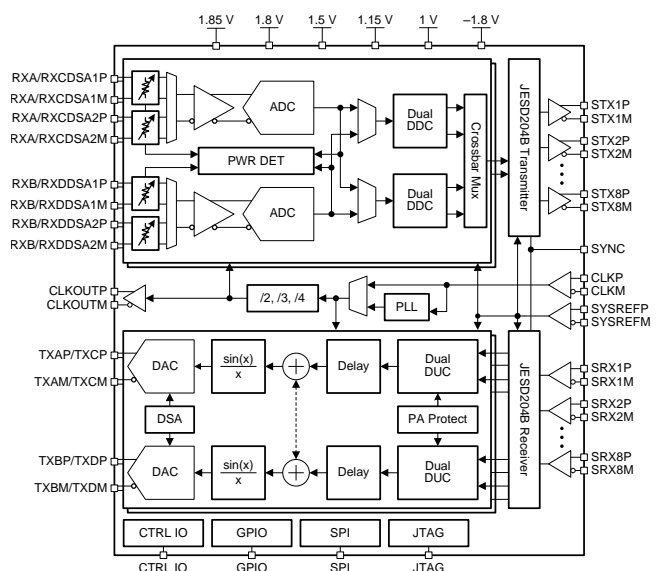 1.85 V 1.8 V 1.5 V 1.15 V 1 V –1.8 V
RXA/RXCDSA1P
RXA/RXCDSA1M
RXA/RXCDSA2P
RXA/RXCDSA2M
RXB/RXDDSA1P
RXB/RXDDSA1M
RXB/RXDDSA2P
RXB/RXDDSA2M
ADC
PWR DET
ADC
Dual
DDC
Dual
DDC
Crossbar Mux
JESD204B Transmitter
STX1P
STX1M
STX2P
STX2M
STX8P
STX8M
SYNC
CLKOUTP
CLKOUTM
/2, /3, /4
PLL
CLKP
CLKM
SYSREFP
SYSREFM
TXAP/TXCP
TXAM/TXCM
TXBP/TXDP
TXBM/TXDM
DAC
sin(x)
x
+
Delay
Dual
DUC
DSA
PA Protect
DAC
sin(x)
x
+
Delay
Dual
DUC
JESD204B Receiver
SRX1P
SRX1M
SRX2P
SRX2M
SRX8P
SRX8M
CTRL IO GPIO SPI JTAG
CTRL IO GPIO SPI JTAG